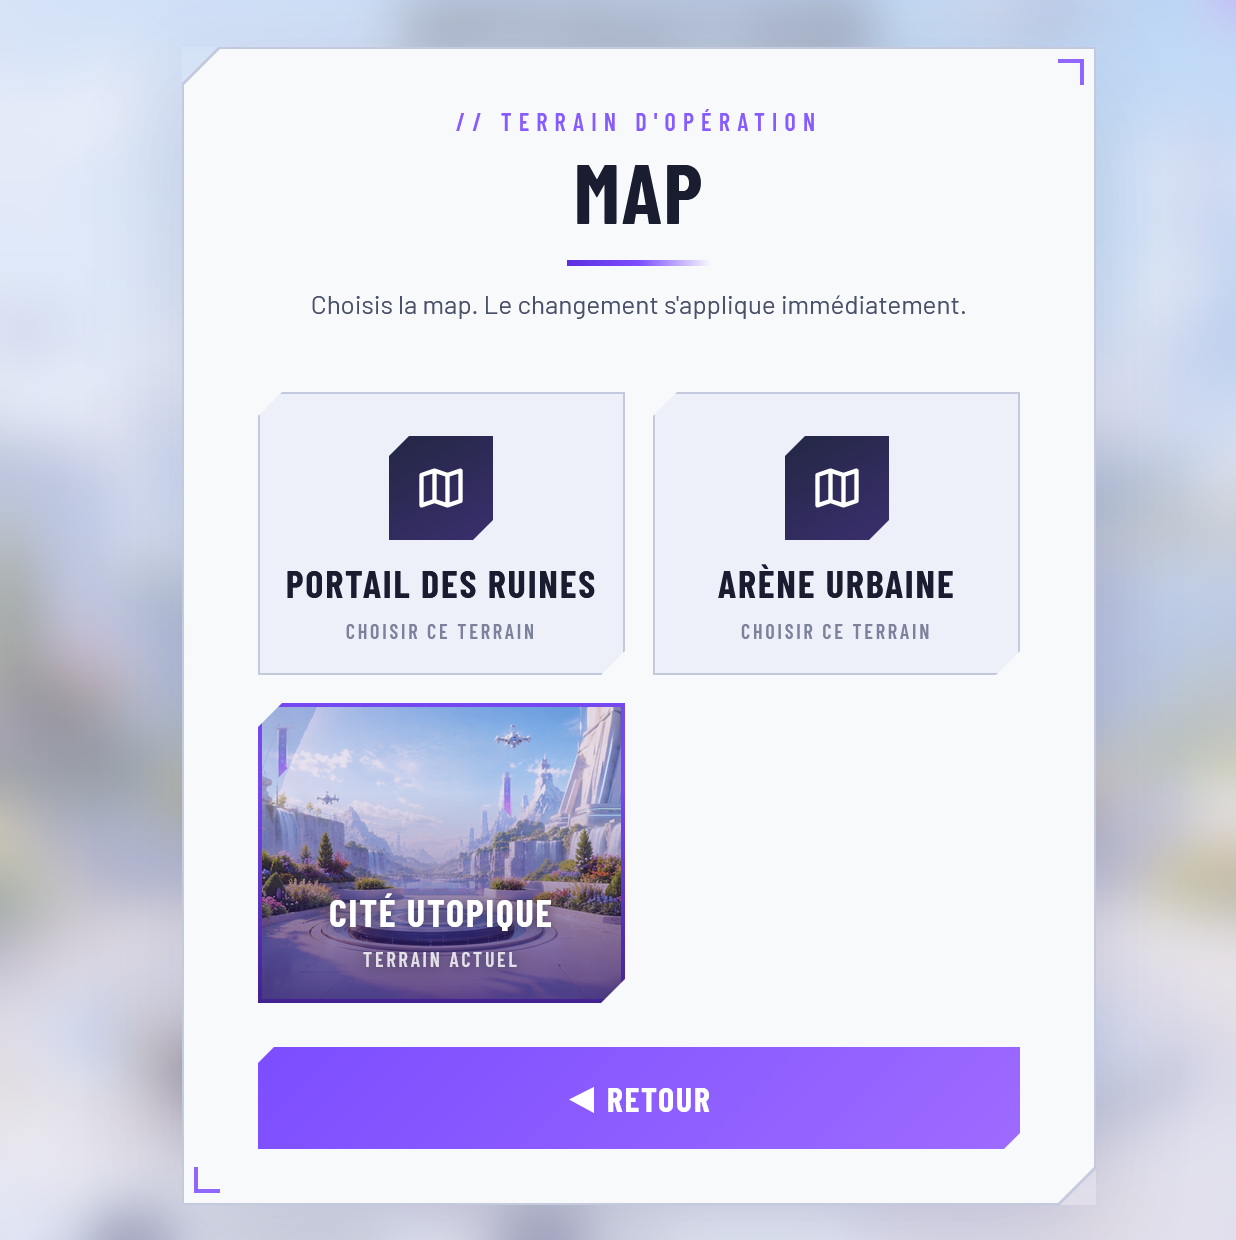 // TERRAIN D'OPÉRATION
MAP
Choisis la map. Le changement s'applique immédiatement.
PORTAIL DES RUINES
CHOISIR CE TERRAIN
ARÈNE URBAINE
CHOISIR CE TERRAIN
CITÉ UTOPIQUE
TERRAIN ACTUEL
◀ RETOUR